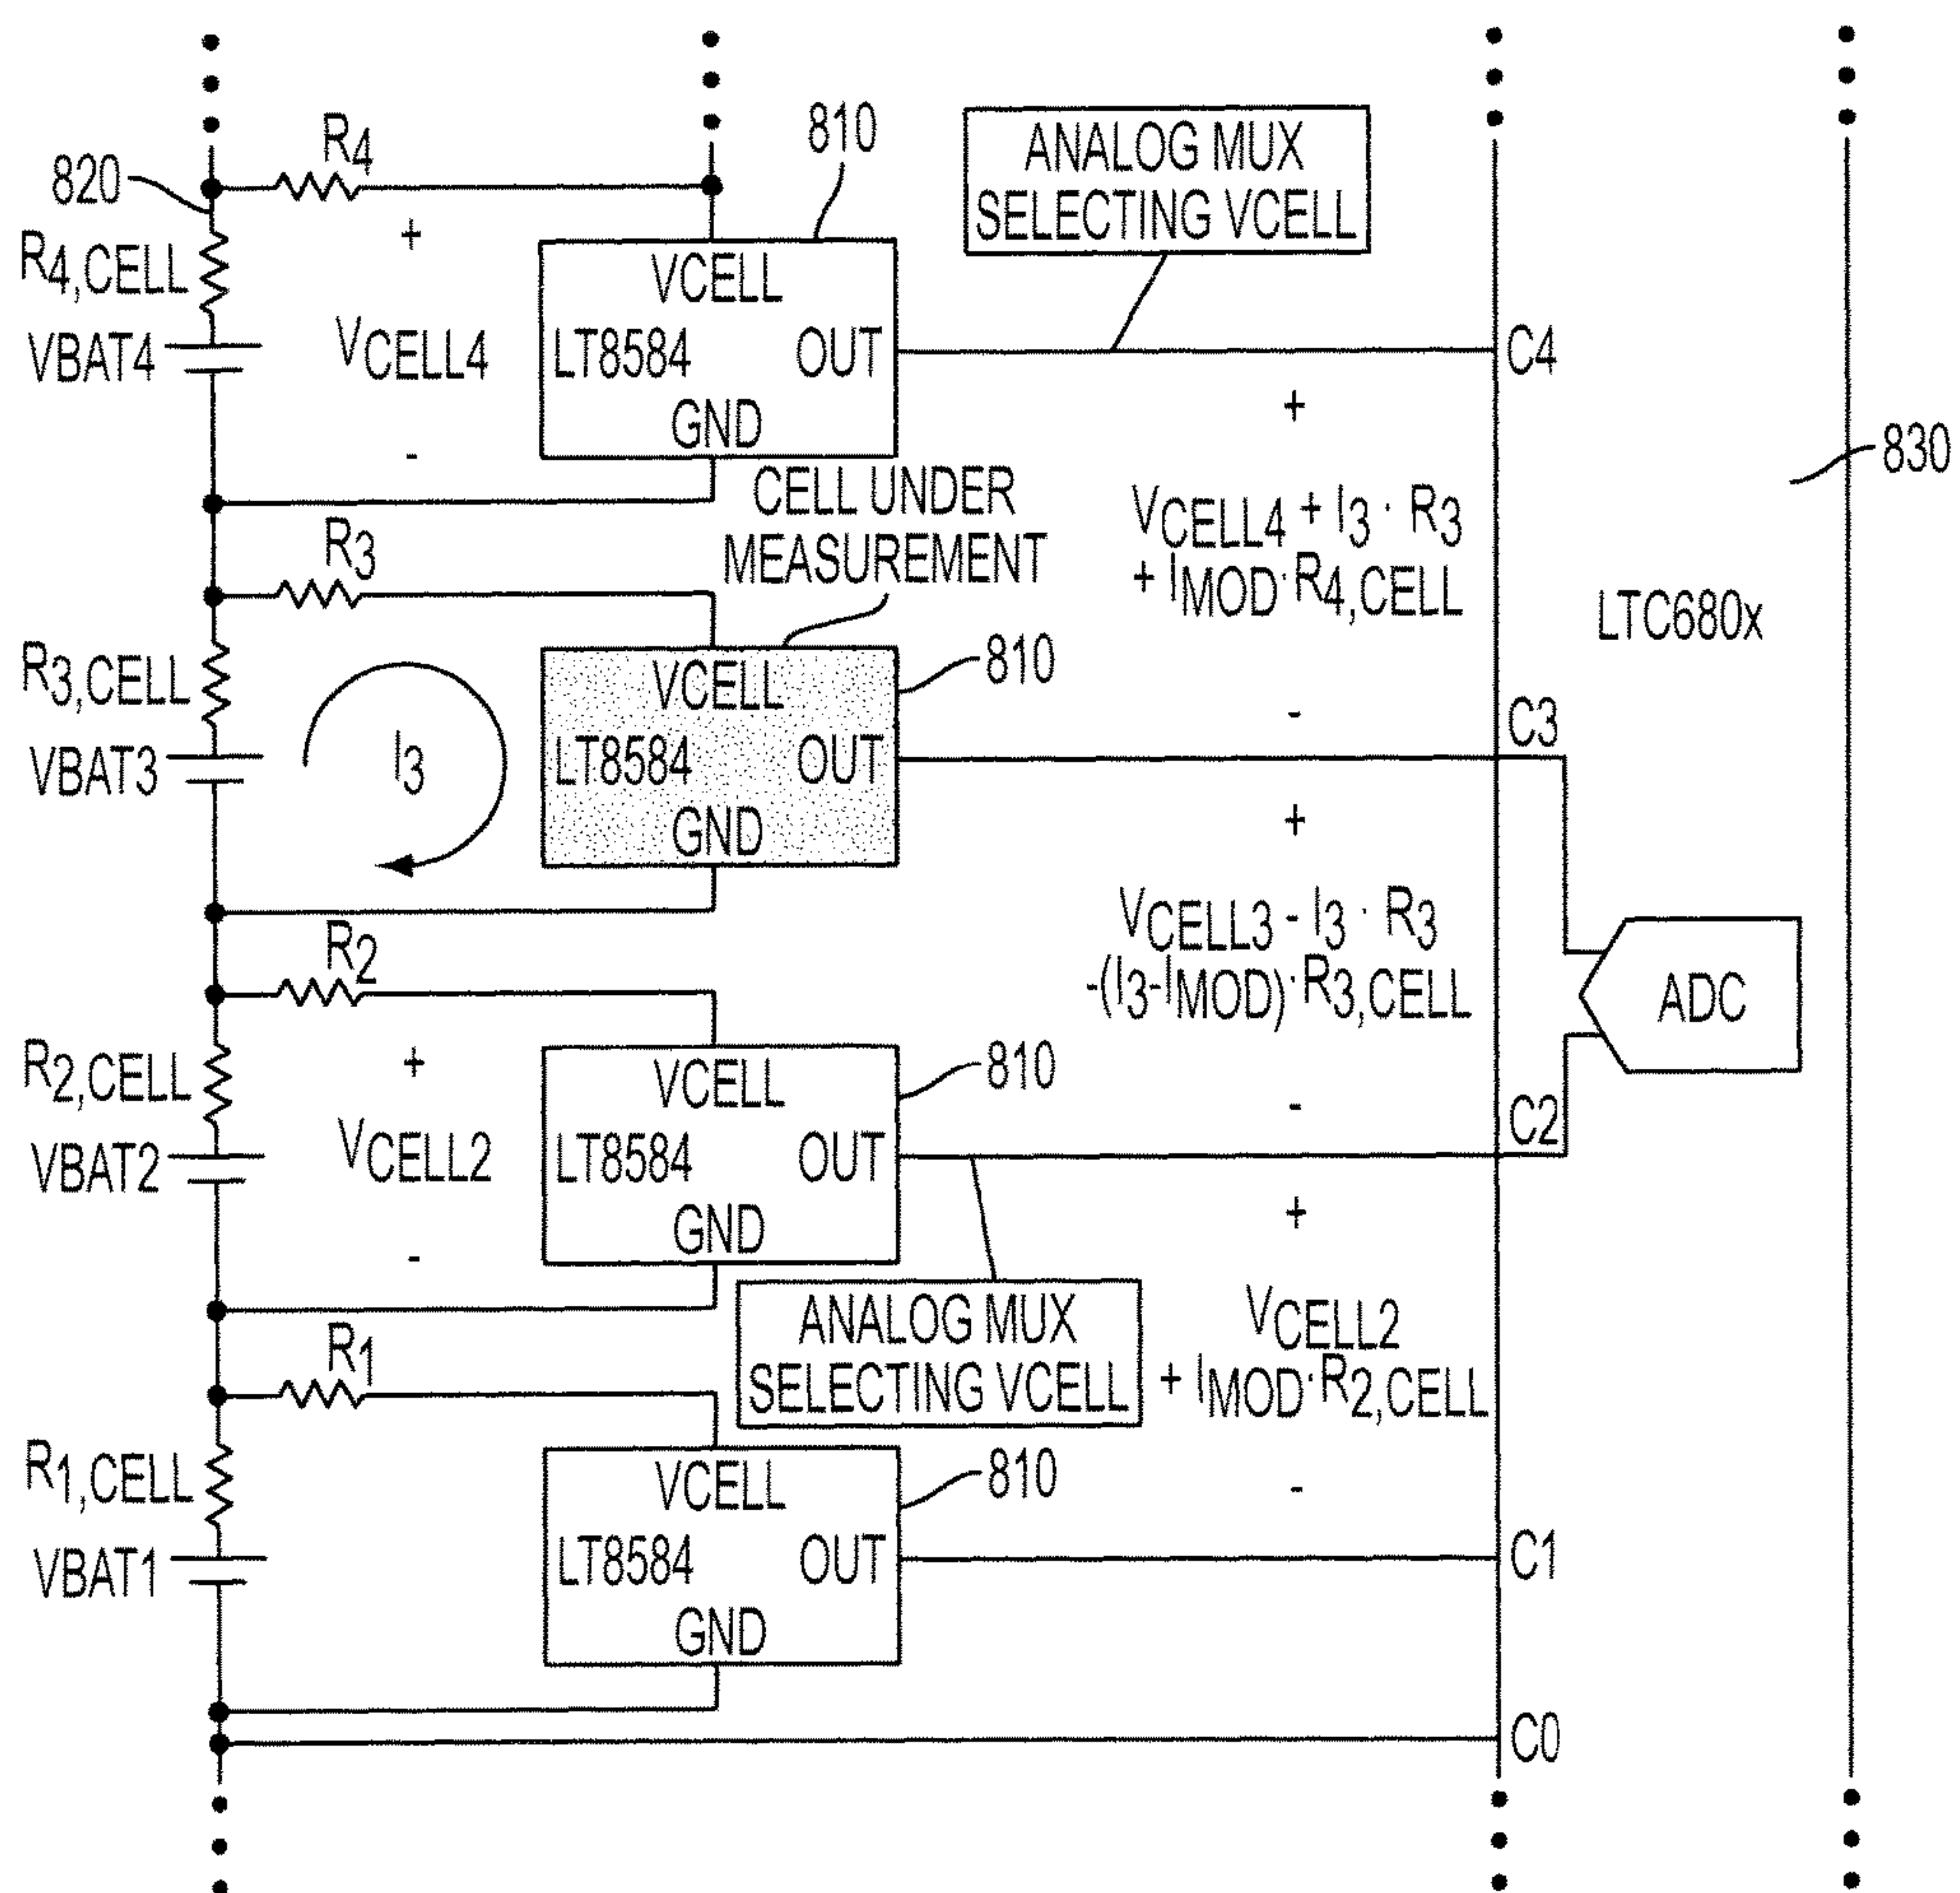 R4
820
810
ANALOG MUX
SELECTING VCELL
R4,CELL
+
VCELL
VBAT4
VCELL4
LT8584
OUT
C4
GND
-
+
830
CELL UNDER
MEASUREMENT
VCELL4 + I3 · R3
+ IMOD·R4,CELL
R3
LTC680x
R3,CELL
VCELL
810
-
C3
VBAT3
I3
LT8584
OUT
GND
+
VCELL3 - I3 · R3
-(I3-IMOD)·R3,CELL
R2
ADC
R2,CELL
+
VCELL
810
-
C2
VBAT2
VCELL2
LT8584
OUT
GND
+
-
ANALOG MUX
SELECTING VCELL
VCELL2
+ IMOD·R2,CELL
R1
R1,CELL
VCELL
810
-
VBAT1
LT8584
OUT
C1
GND
C0